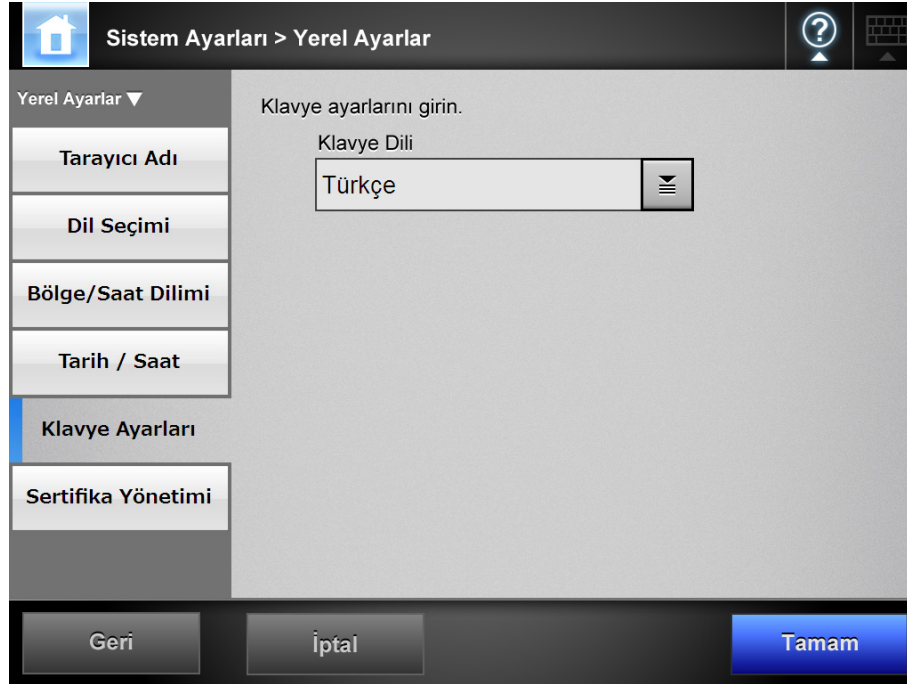 Sistem Ayarları > Yerel Ayarlar
?
Yerel Ayarlar ▼
Tarayıcı Adı
Dil Seçimi
Bölge/Saat Dilimi
Tarih / Saat
Klavye Ayarları
Sertifika Yönetimi
Klavye ayarlarını girin.
Klavye Dili
Türkçe
Geri
İptal
Tamam